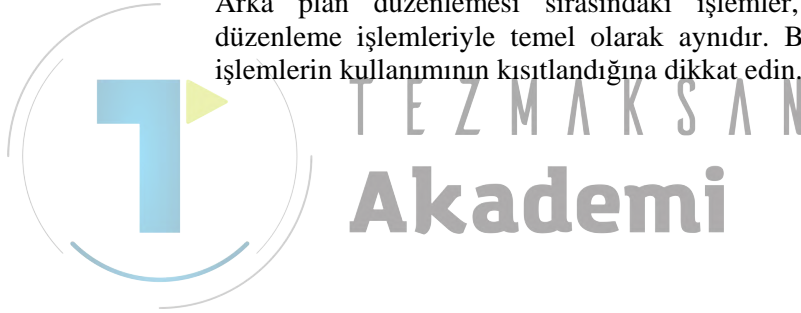 Arka plan düzenlemesi sırasındaki işlemler,
düzenleme işlemleriyle temel olarak aynıdır. B
işlemlerin kullanımının kısıtlandığına dikkat edin.
TEZMAKSAN
Akademi